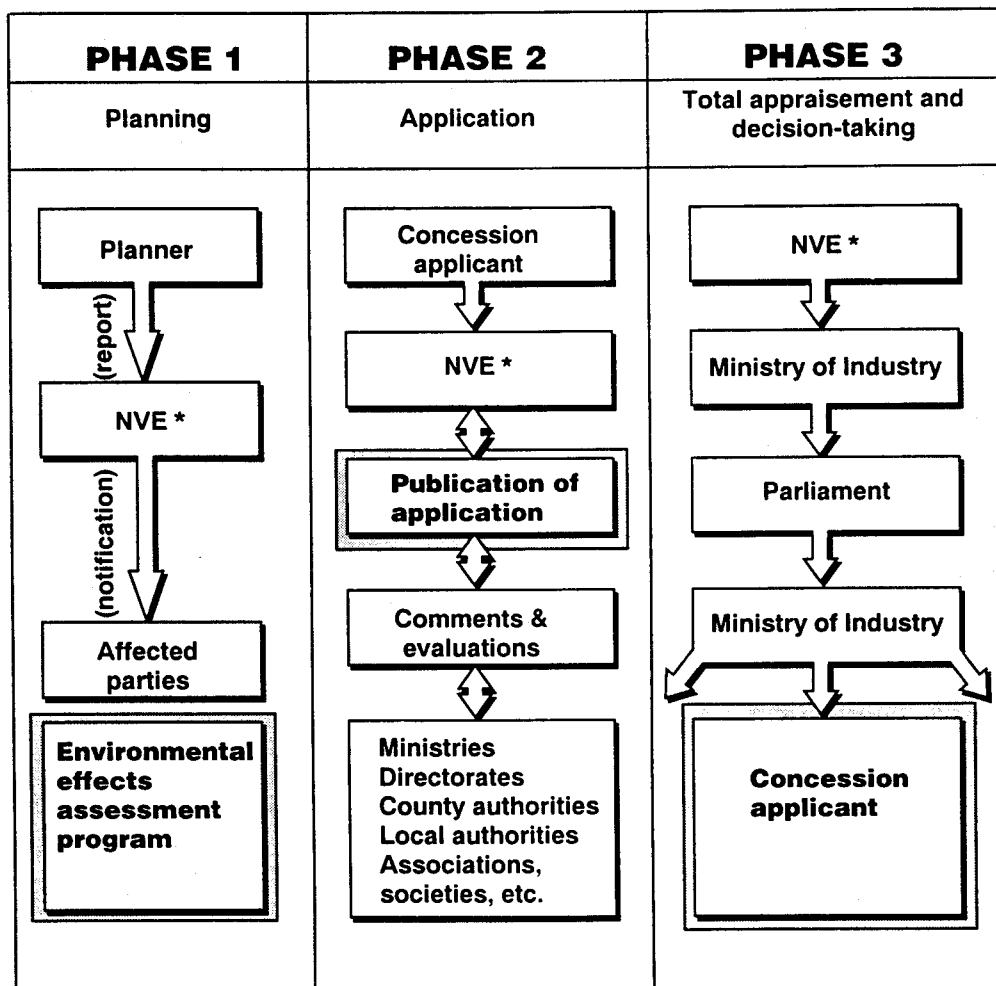 PHASE 1
Planning
Planner
(report)
NVE *
(notification)
Affected
parties
Environmental
effects
assessment
program
PHASE 2
Application
Concession
applicant
NVE *
Publication of
application
Comments &
evaluations
Ministries
Directorates
County authorities
Local authorities
Associations,
societies, etc.
PHASE 3
Total appraisement and
decision-taking
NVE *
Ministry of Industry
Parliament
Ministry of Industry
Concession
applicant